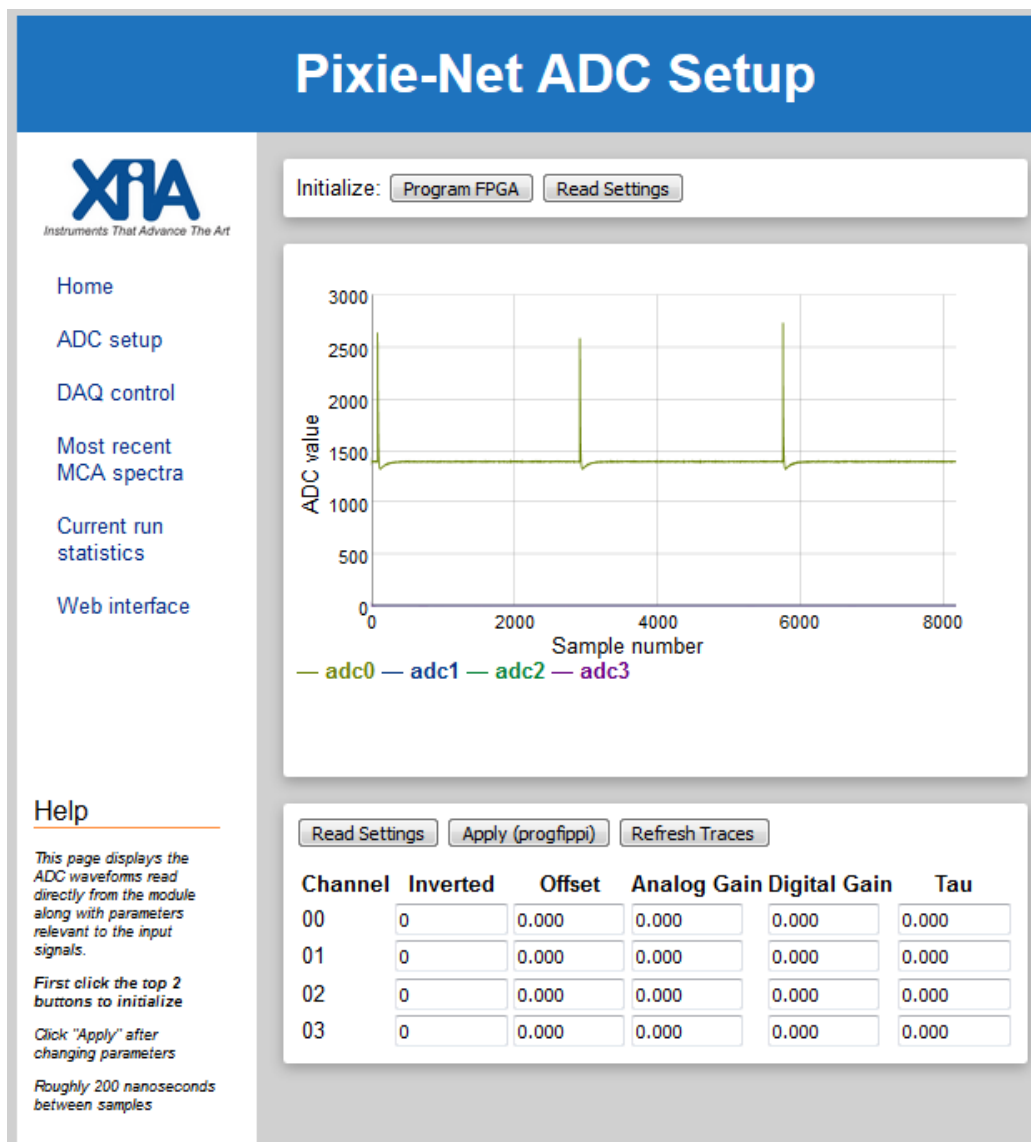 Pixie-Net ADC Setup
XIA
Instruments That Advance The Art
Home
ADC setup
DAQ control
Most recent
MCA spectra
Current run
statistics
Web interface
Help
This page displays the
ADC waveforms read
directly from the module
along with parameters
relevant to the input
signals.
First click the top 2
buttons to initialize
Click "Apply" after
changing parameters
Roughly 200 nanoseconds
between samples
Initialize: Program FPGA Read Settings
3000
2500
2000
1500
1000
500
0
ADC value
0 2000 4000 6000 8000
Sample number
— adc0 — adc1 — adc2 — adc3
Read Settings Apply (progfippi) Refresh Traces
Channel Inverted Offset Analog Gain Digital Gain Tau
00 0 0.000 0.000 0.000 0.000
01 0 0.000 0.000 0.000 0.000
02 0 0.000 0.000 0.000 0.000
03 0 0.000 0.000 0.000 0.000